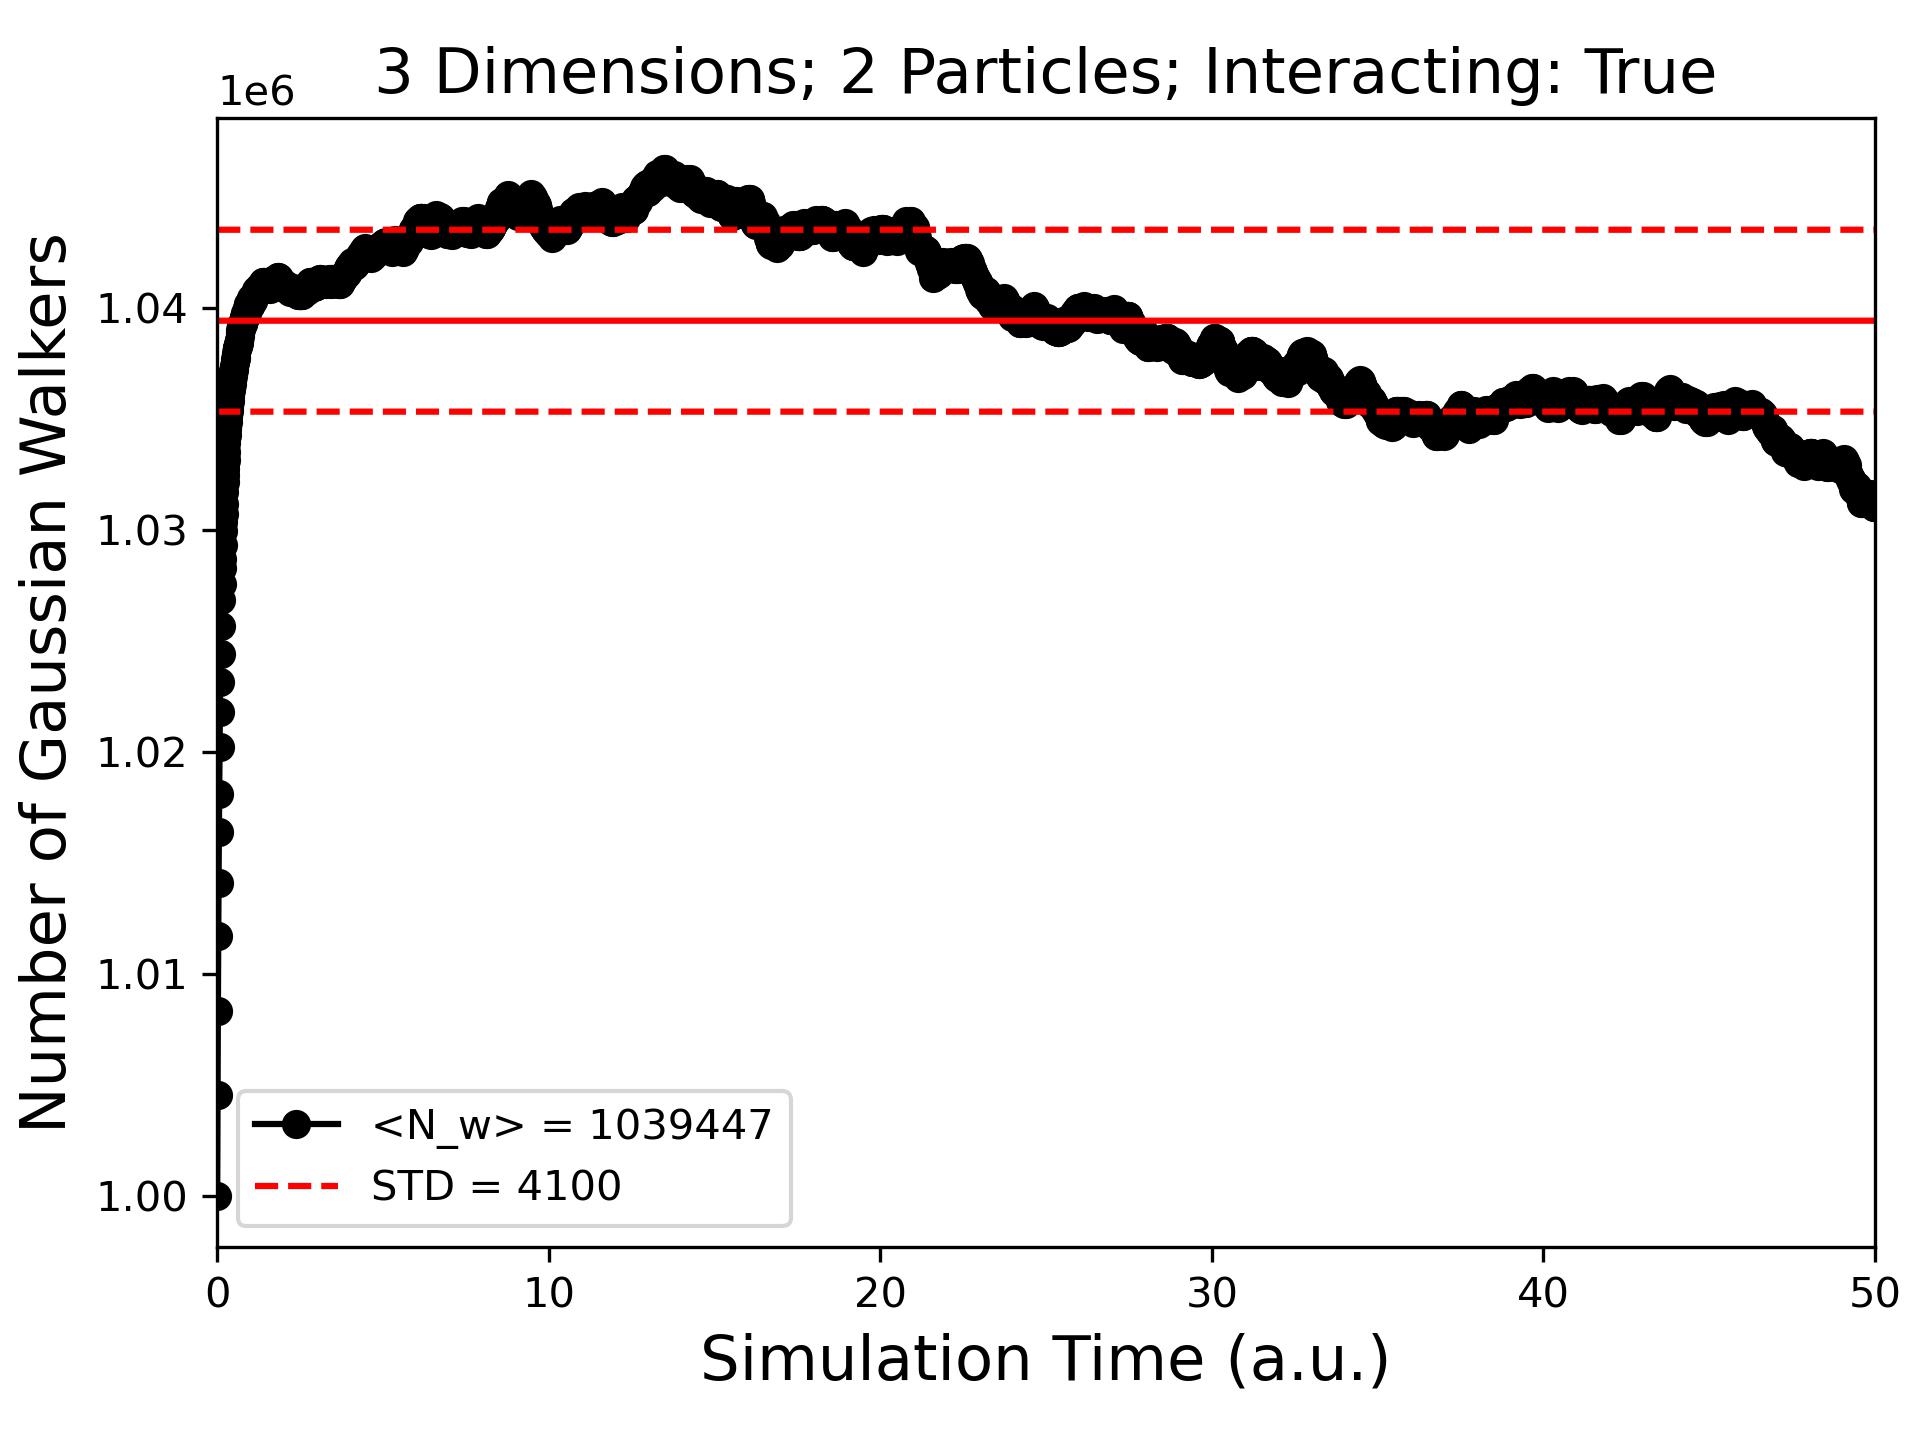 3 Dimensions; 2 Particles; Interacting: True
1e6
Number of Gaussian Walkers
1.04
1.03
1.02
1.01
1.00
<N_w> = 1039447
STD = 4100
0 10 20 30 40 50
Simulation Time (a.u.)